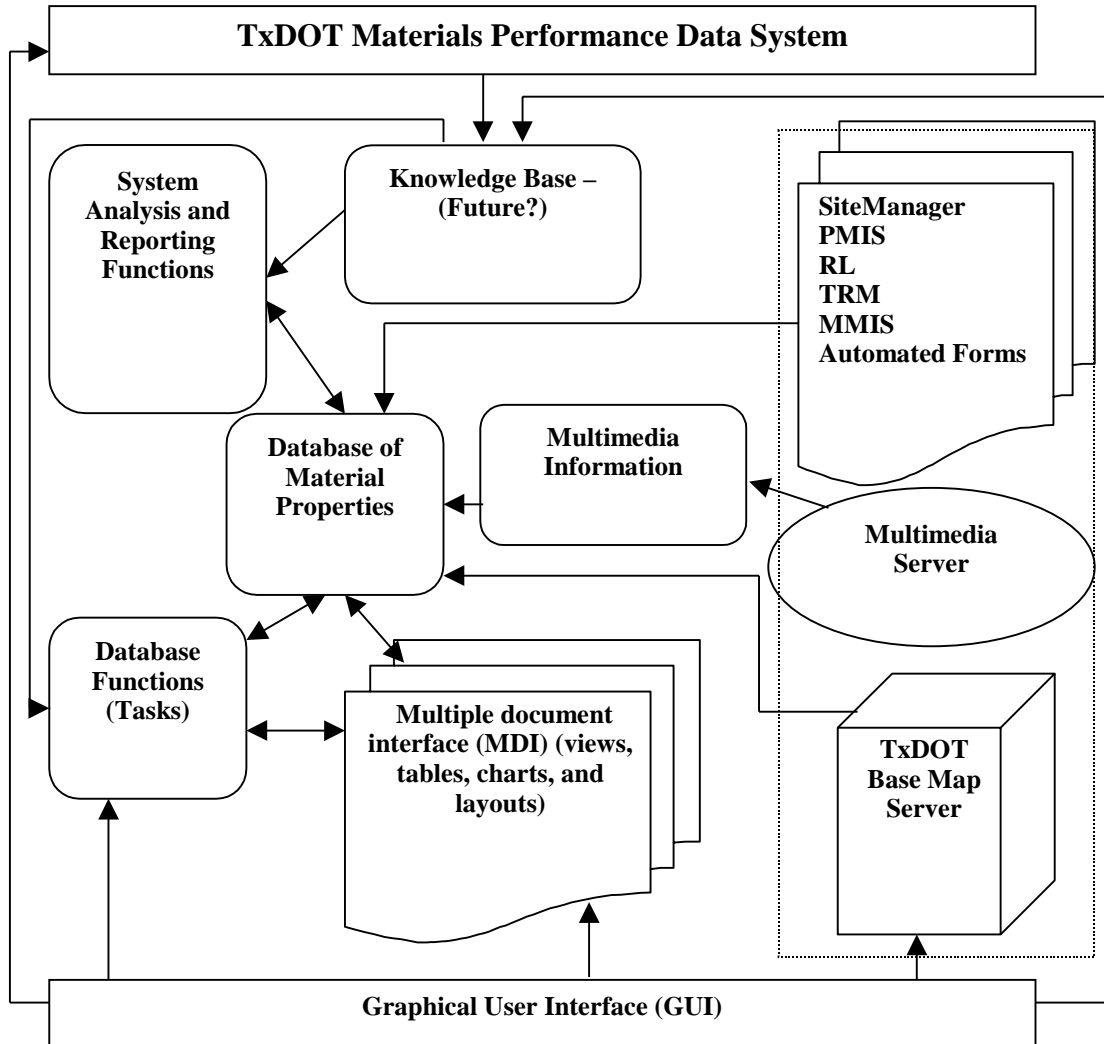 TxDOT Materials Performance Data System
System
Analysis and
Reporting
Functions
Knowledge Base –
(Future?)
SiteManager
PMIS
RL
TRM
MMIS
Automated Forms
Database of
Material
Properties
Multimedia
Information
Multimedia
Server
Database
Functions
(Tasks)
Multiple document
interface (MDI) (views,
tables, charts, and
layouts)
TxDOT
Base Map
Server
Graphical User Interface (GUI)